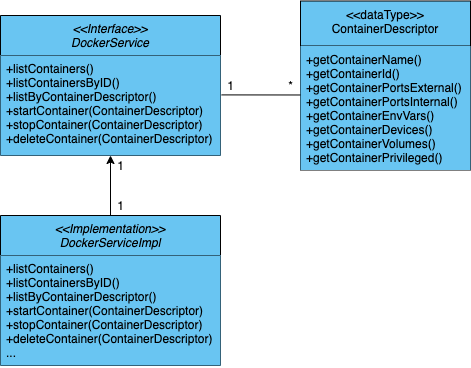 <<Interface>>
DockerService
+listContainers()
+listContainersByID()
+listByContainerDescriptor()
+startContainer(ContainerDescriptor)
+stopContainer(ContainerDescriptor)
+deleteContainer(ContainerDescriptor)
1
*
<<dataType>>
ContainerDescriptor
+getContainerName()
+getContainerId()
+getContainerPortsExternal()
+getContainerPortsInternal()
+getContainerEnvVars()
+getContainerDevices()
+getContainerVolumes()
+getContainerPrivileged()
1
1
<<Implementation>>
DockerServiceImpl
+listContainers()
+listContainersByID()
+listByContainerDescriptor()
+startContainer(ContainerDescriptor)
+stopContainer(ContainerDescriptor)
+deleteContainer(ContainerDescriptor)
...